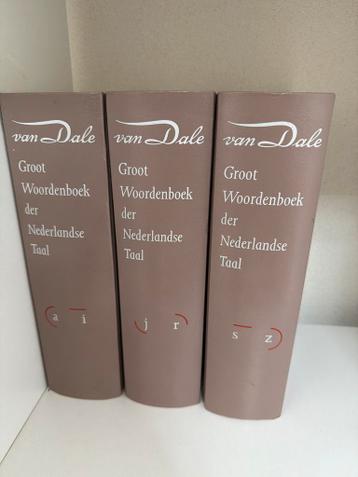 van Dale
Groot
Woordenboek
der
Nederlandse
Taal
a i
van Dale
Groot
Woordenboek
der
Nederlandse
Taal
j r
van Dale
Groot
Woordenboek
der
Nederlandse
Taal
s z